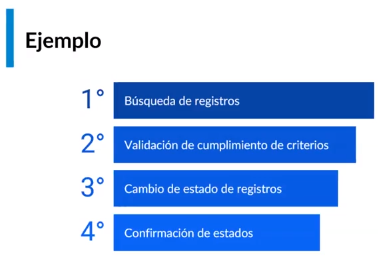 Ejemplo
1° Búsqueda de registros
2° Validación de cumplimiento de criterios
3° Cambio de estado de registros
4° Confirmación de estados